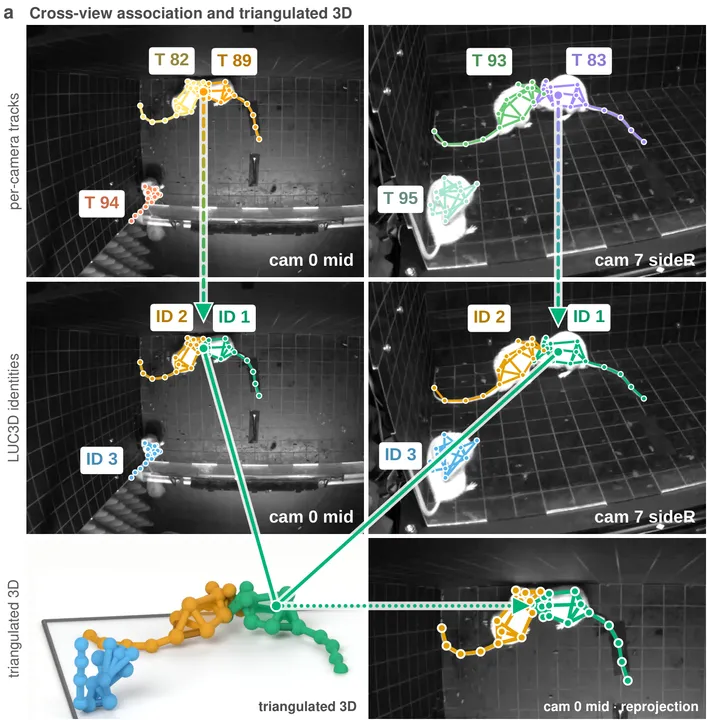 a Cross-view association and triangulated 3D
per-camera tracks
T 82
T 89
T 94
cam 0 mid
T 93
T 83
T 95
cam 7 sideR
LUC3D identities
ID 2
ID 1
ID 3
cam 0 mid
ID 2
ID 1
ID 3
cam 7 sideR
triangulated 3D
triangulated 3D
cam 0 mid · reprojection